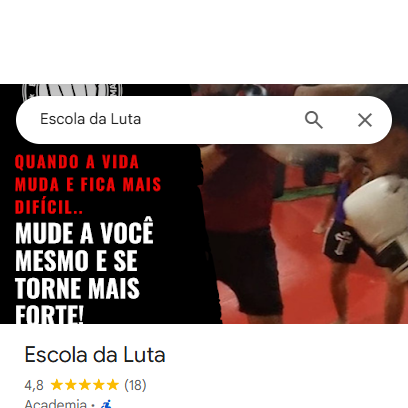 Escola da Luta
QUANDO A VIDA
MUDA E FICA MAIS
DIFÍCIL..
MUDE A VOCÊ
MESMO E SE
TORNE MAIS
FORTE!
Escola da Luta
4,8 ★★★★★ (18)
Academia ·